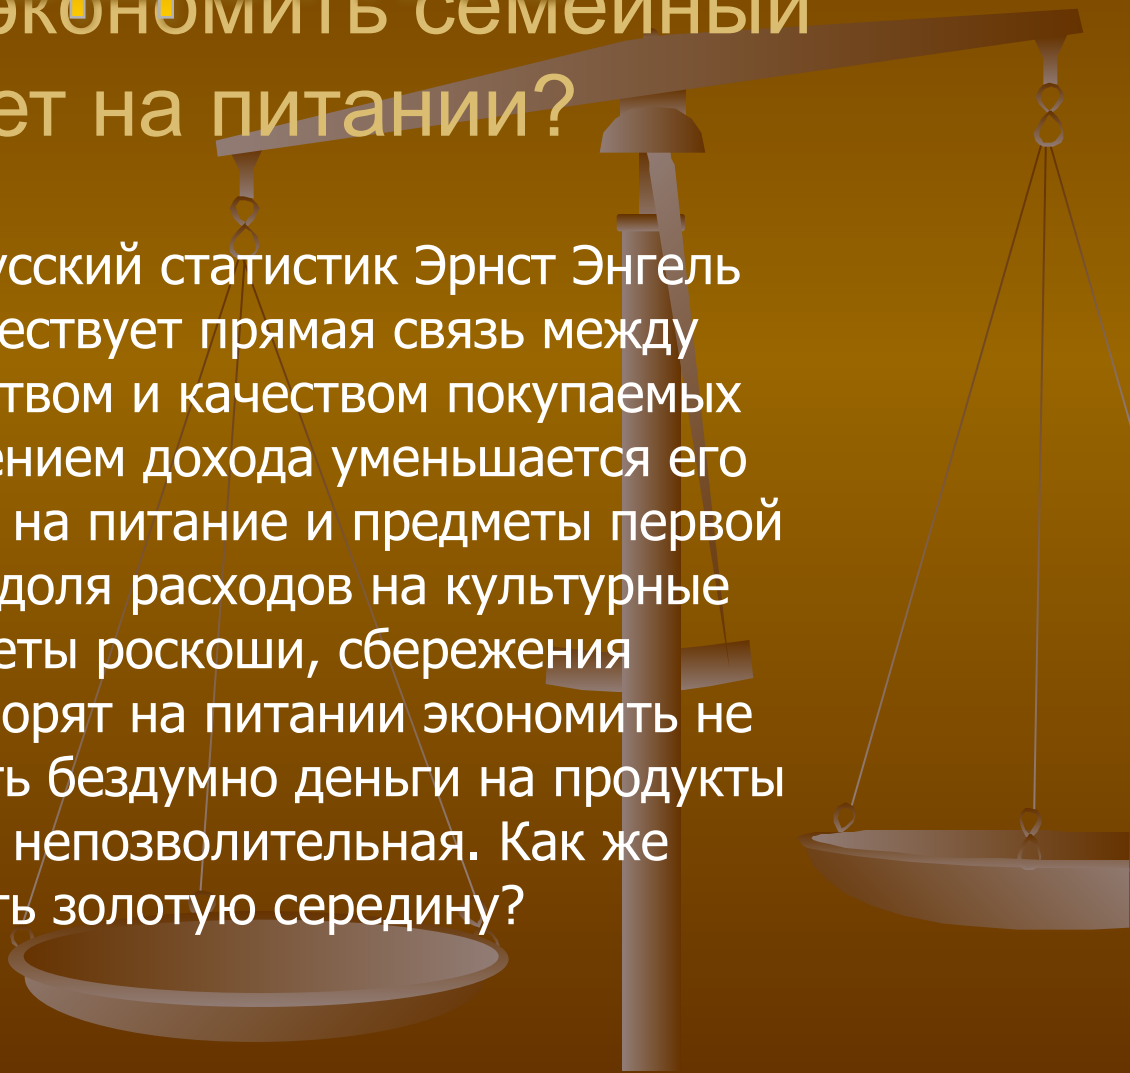 экономить семейный
ет на питании?
усский статистик Эрнст Энгель
ествует прямая связь между
твом и качеством покупаемых
ением дохода уменьшается его
на питание и предметы первой
доля расходов на культурные
еты роскоши, сбережения
орят на питании экономить не
ть бездумно деньги на продукты
непозволительная. Как же
ть золотую середину?